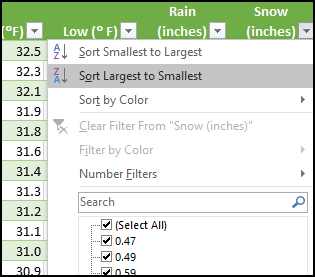 Rain Snow
(°F) Low (° F) (inches) (inches)
32.5 Sort Smallest to Largest
32.3 Sort Largest to Smallest
32.1 Sort by Color
31.9
31.8 Clear Filter From "Snow (inches)"
31.6 Filter by Color
31.4 Number Filters
31.3 Search
31.2 (Select All)
31.1 0.47
31.0 0.49
30.9 0.59